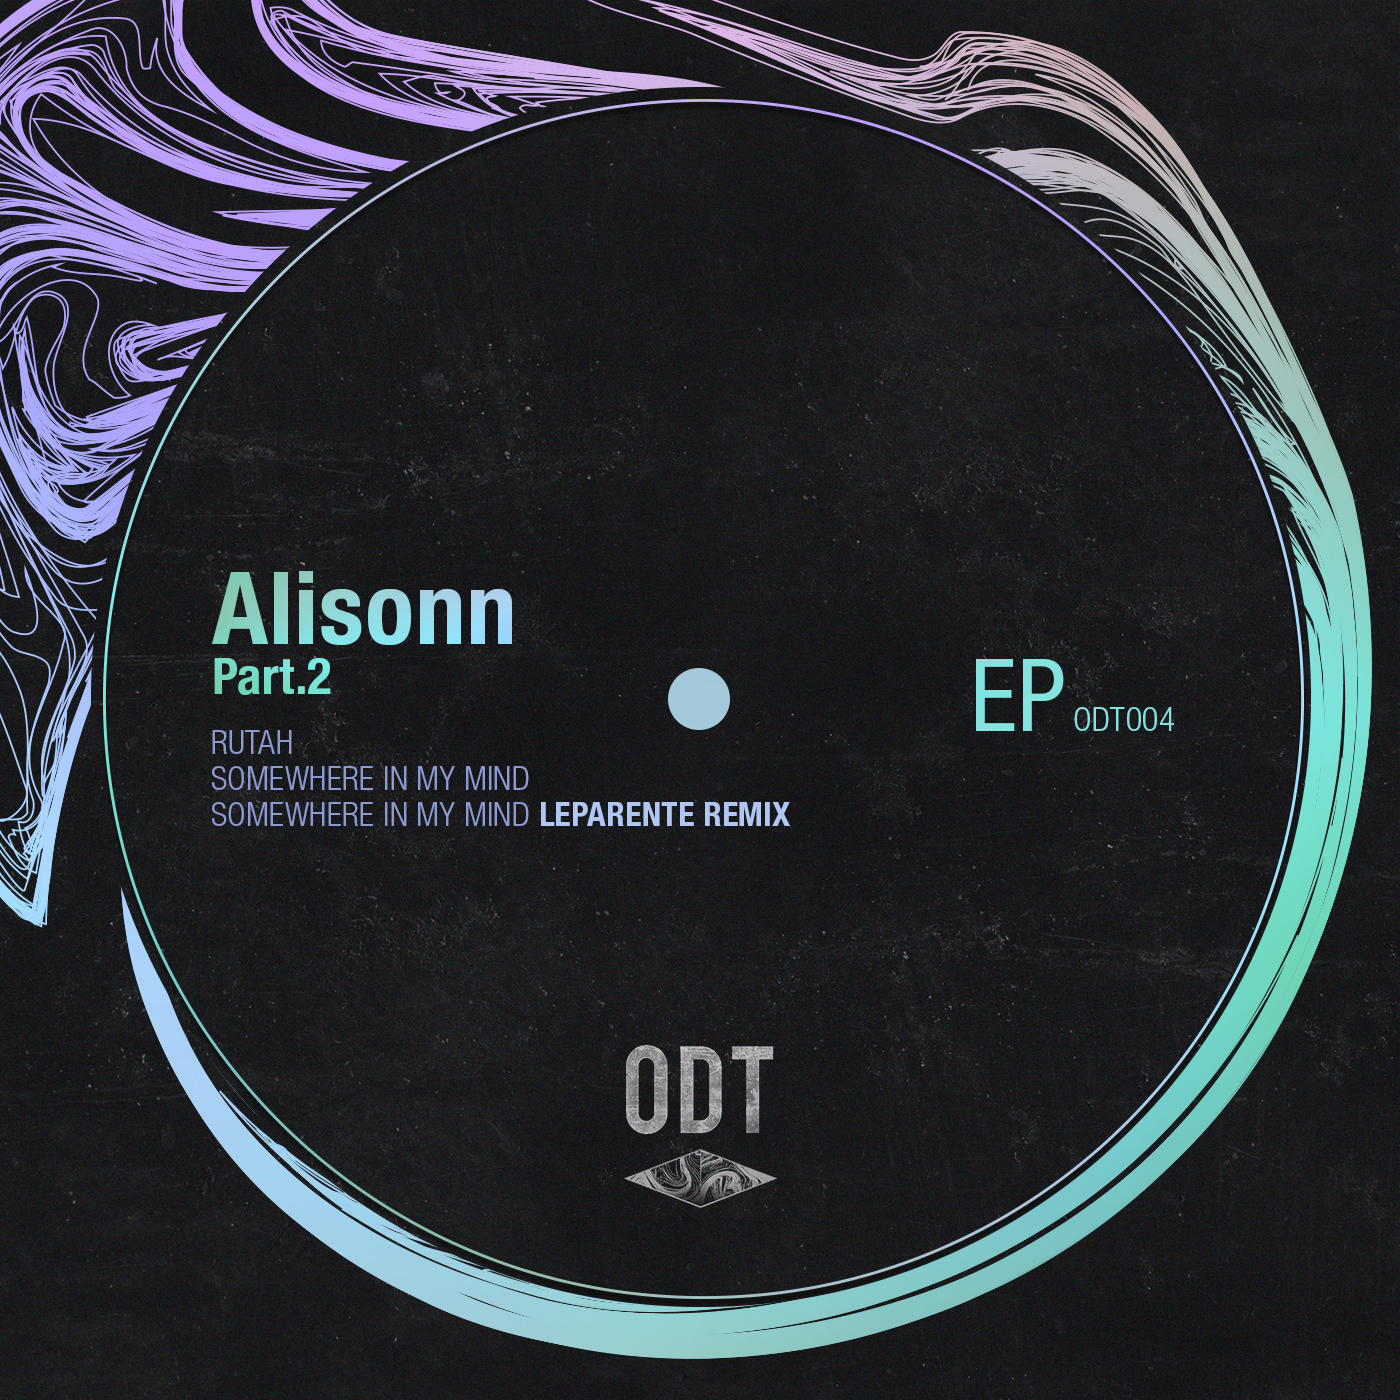 Alisonn
Part.2
RUTAH
SOMEWHERE IN MY MIND
SOMEWHERE IN MY MIND LEPARENTE REMIX
EP ODT004
ODT